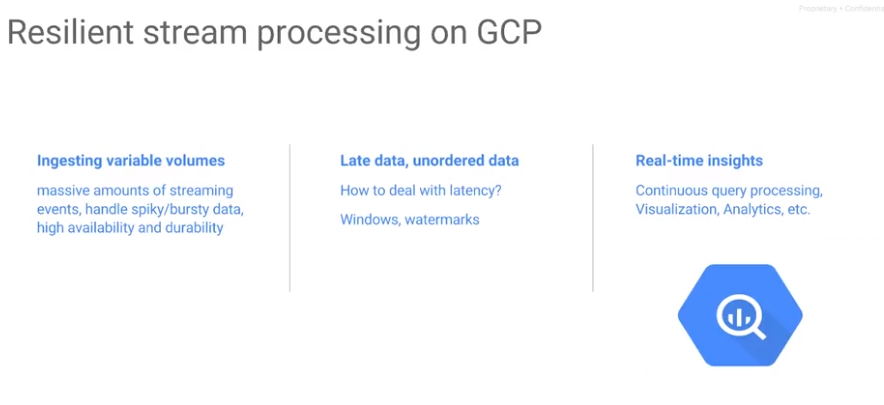 Proprietary + Confidential
Resilient stream processing on GCP
Ingesting variable volumes
massive amounts of streaming
events, handle spiky/bursty data,
high availability and durability
Late data, unordered data
How to deal with latency?
Windows, watermarks
Real-time insights
Continuous query processing,
Visualization, Analytics, etc.